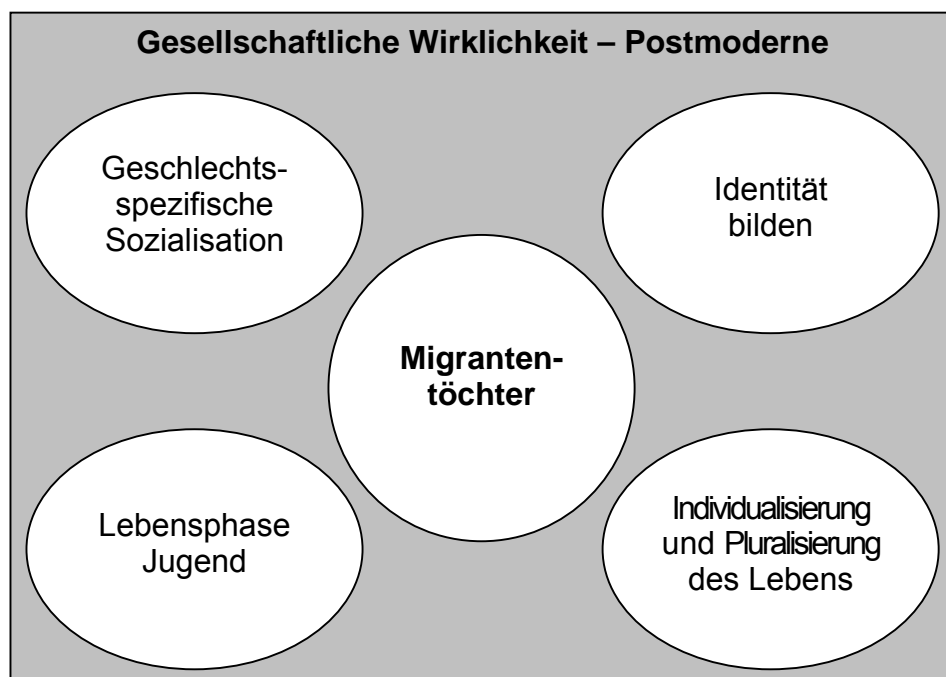 Gesellschaftliche Wirklichkeit – Postmoderne
Geschlechts-
spezifische
Sozialisation
Identität
bilden
Migranten-
töchter
Lebensphase
Jugend
Individualisierung
und Pluralisierung
des Lebens